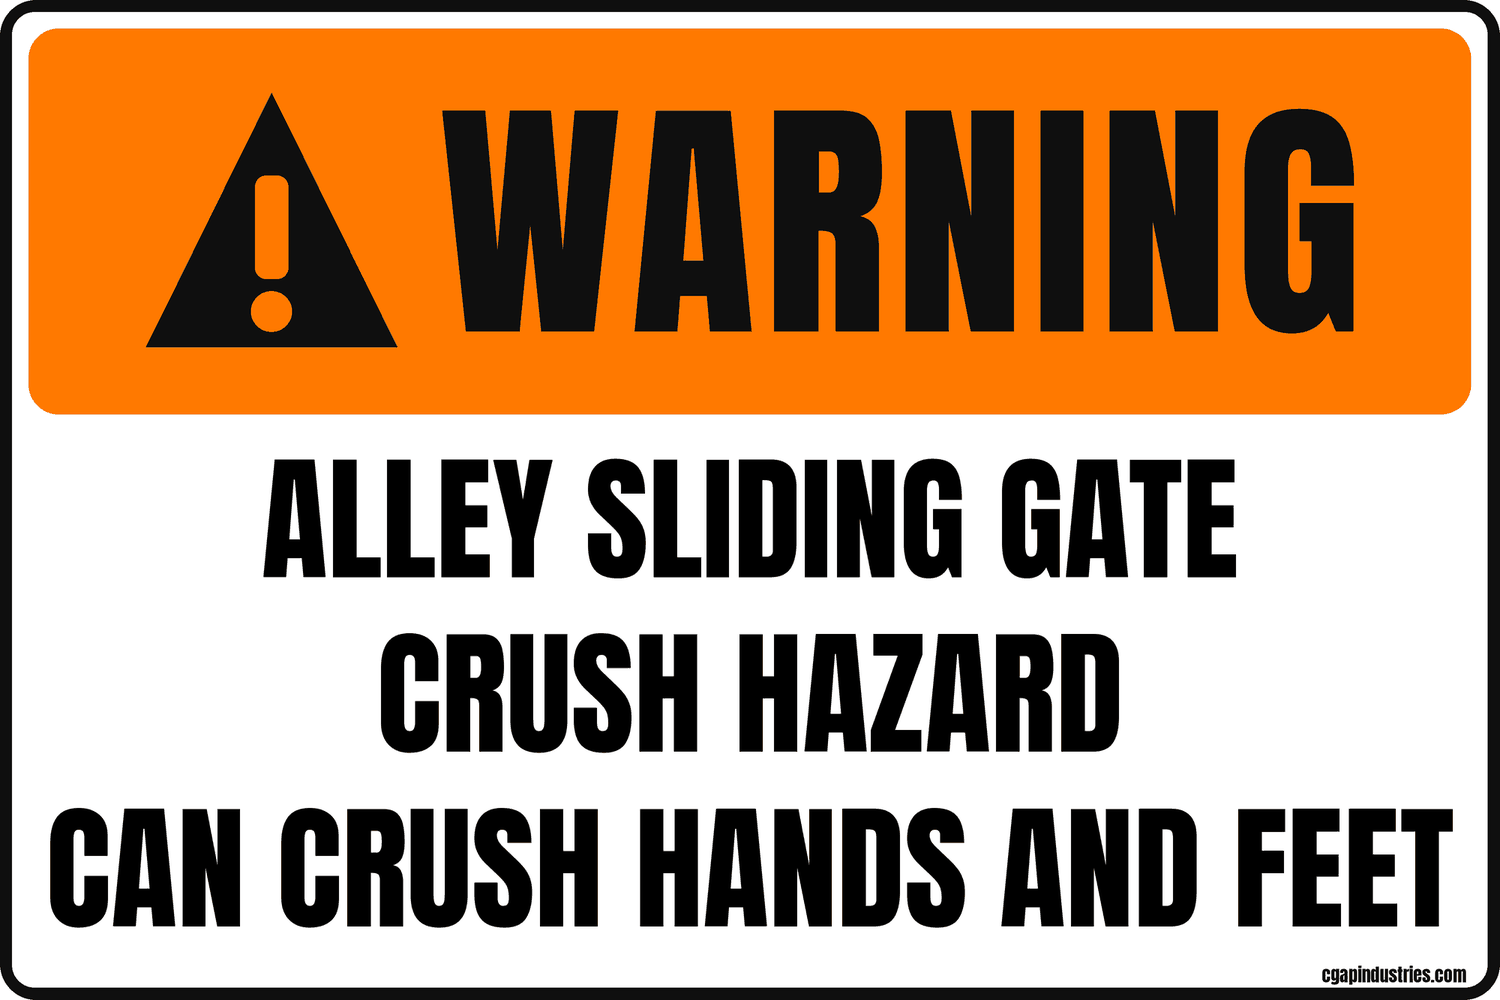 WARNING
ALLEY SLIDING GATE
CRUSH HAZARD
CAN CRUSH HANDS AND FEET
cgapindustries.com